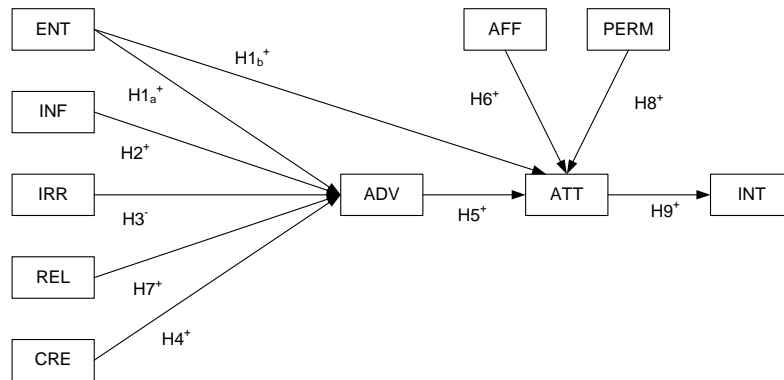 ENT
AFF
PERM
H1b+
H1a+
H6+
H8+
INF
H2+
IRR
ADV
ATT
INT
H3-
H5+
H9+
REL
H7+
H4+
CRE